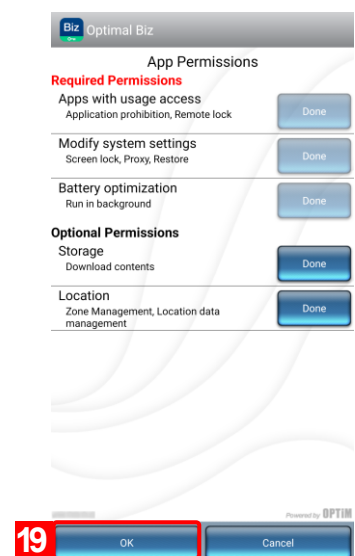 Biz
One
Optimal Biz
App Permissions
Required Permissions
Apps with usage access
Application prohibition, Remote lock
Done
Modify system settings
Screen lock, Proxy, Restore
Done
Battery optimization
Run in background
Done
Optional Permissions
Storage
Download contents
Done
Location
Zone Management, Location data
management
Done
Powered by OPTiM
19
OK
Cancel